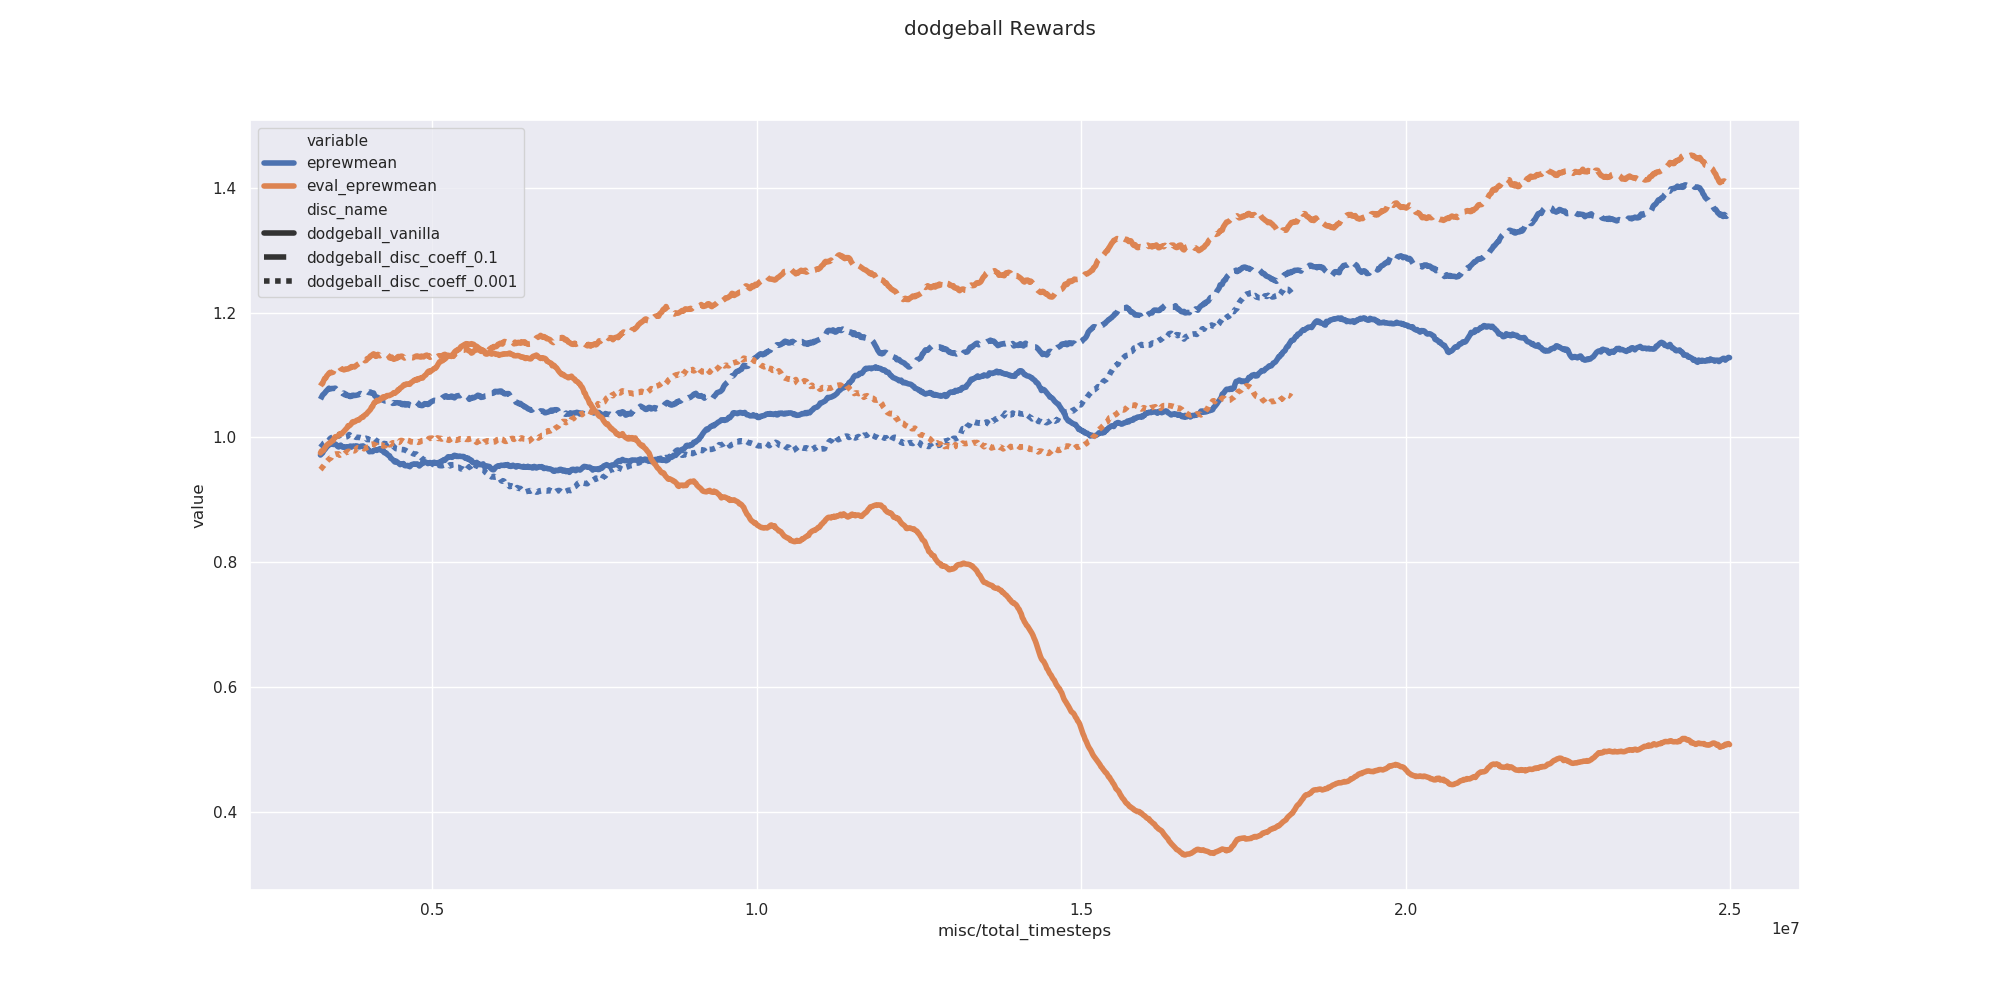 dodgeball Rewards
variable
eprewmean
eval_eprewmean
disc_name
dodgeball_vanilla
dodgeball_disc_coeff_0.1
dodgeball_disc_coeff_0.001
1.4
1.2
1.0
0.8
0.6
0.4
value
0.5 1.0 1.5 2.0 2.5
1e7
misc/total_timesteps